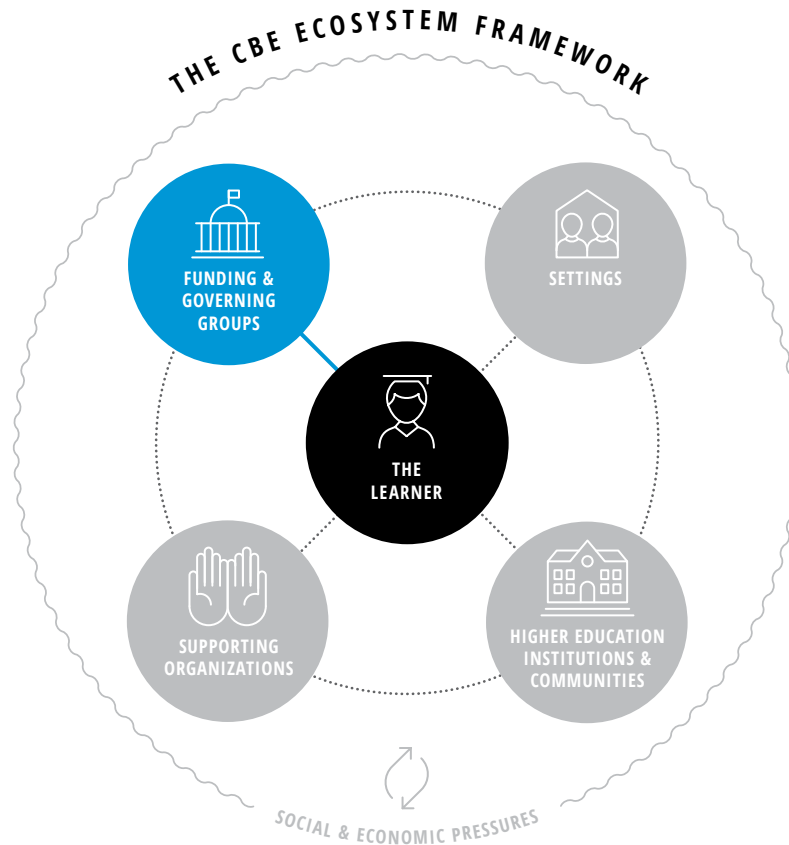 THE CBE ECOSYSTEM FRAMEWORK
FUNDING &
GOVERNING
GROUPS
SETTINGS
THE
LEARNER
SUPPORTING
ORGANIZATIONS
HIGHER EDUCATION
INSTITUTIONS &
COMMUNITIES
SOCIAL & ECONOMIC PRESSURES